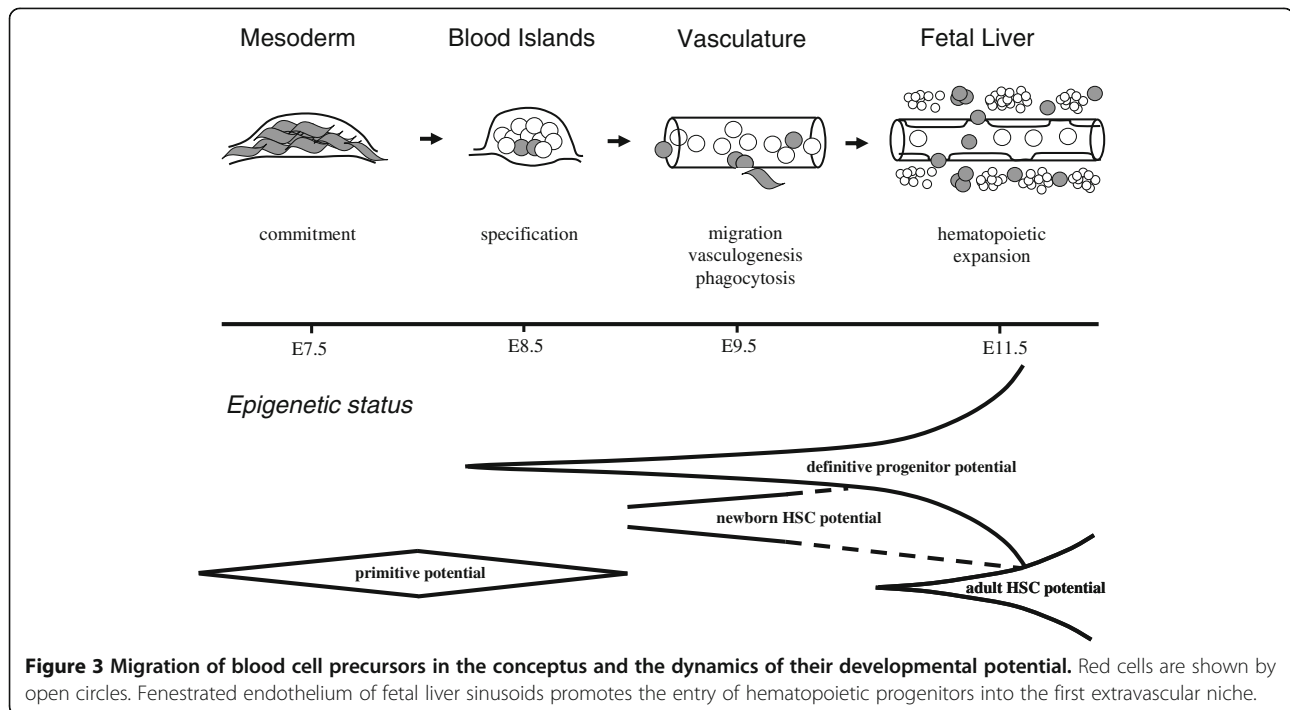 Mesoderm
Blood Islands
Vasculature
Fetal Liver
commitment
specification
migration
vasculogenesis
phagocytosis
hematopoietic
expansion
E7.5
E8.5
E9.5
E11.5
Epigenetic status
definitive progenitor potential
newborn HSC potential
primitive potential
adult HSC potential
Figure 3 Migration of blood cell precursors in the conceptus and the dynamics of their developmental potential. Red cells are shown by
open circles. Fenestrated endothelium of fetal liver sinusoids promotes the entry of hematopoietic progenitors into the first extravascular niche.